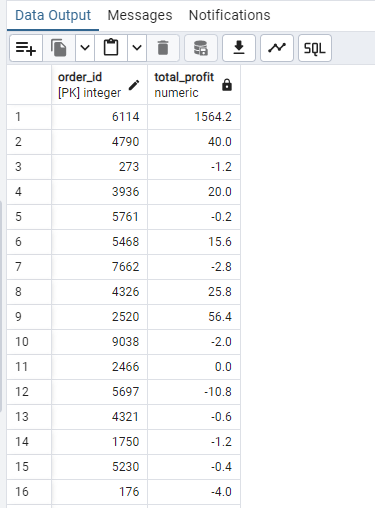 Data Output Messages Notifications
SQL
order_id total_profit
[PK] integer numeric
1 6114 1564.2
2 4790 40.0
3 273 -1.2
4 3936 20.0
5 5761 -0.2
6 5468 15.6
7 7662 -2.8
8 4326 25.8
9 2520 56.4
10 9038 -2.0
11 2466 0.0
12 5697 -10.8
13 4321 -0.6
14 1750 -1.2
15 5230 -0.4
16 176 -4.0